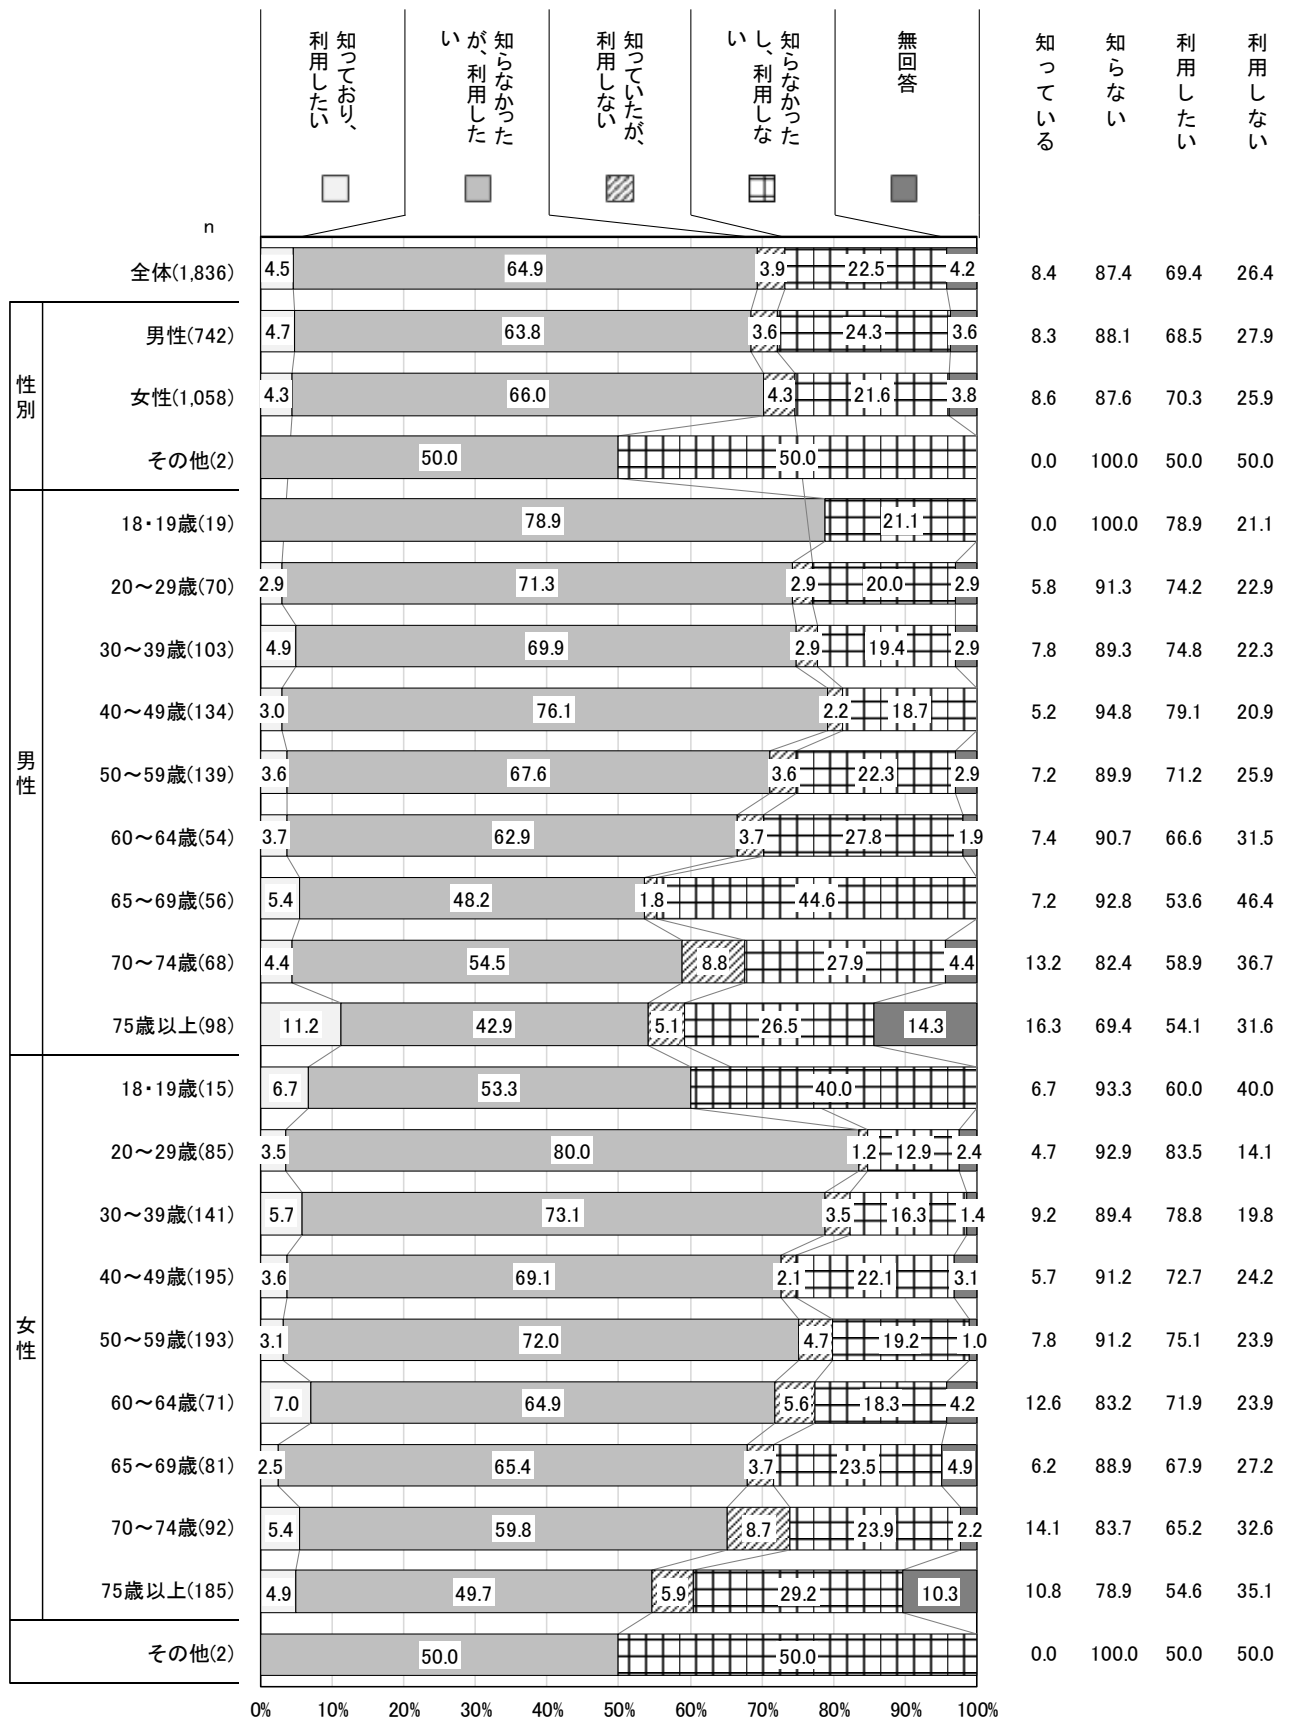 知っており、
利用したい
知らなかった
が、利用した
い
知っていたが、
利用しない
知らなかった
し、利用しな
い
無回答
知っている
知らない
利用したい
利用しない
n
全体(1,836) 4.5 64.9 3.9 22.5 4.2 8.4 87.4 69.4 26.4
性別
男性(742) 4.7 63.8 3.6 24.3 3.6 8.3 88.1 68.5 27.9
女性(1,058) 4.3 66.0 4.3 21.6 3.8 8.6 87.6 70.3 25.9
その他(2) 50.0 50.0 0.0 100.0 50.0 50.0
男性
18・19歳(19) 78.9 21.1 0.0 100.0 78.9 21.1
20～29歳(70) 2.9 71.3 2.9 20.0 2.9 5.8 91.3 74.2 22.9
30～39歳(103) 4.9 69.9 2.9 19.4 2.9 7.8 89.3 74.8 22.3
40～49歳(134) 3.0 76.1 2.2 18.7 5.2 94.8 79.1 20.9
50～59歳(139) 3.6 67.6 3.6 22.3 2.9 7.2 89.9 71.2 25.9
60～64歳(54) 3.7 62.9 3.7 27.8 1.9 7.4 90.7 66.6 31.5
65～69歳(56) 5.4 48.2 1.8 44.6 7.2 92.8 53.6 46.4
70～74歳(68) 4.4 54.5 8.8 27.9 4.4 13.2 82.4 58.9 36.7
75歳以上(98) 11.2 42.9 5.1 26.5 14.3 16.3 69.4 54.1 31.6
女性
18・19歳(15) 6.7 53.3 40.0 6.7 93.3 60.0 40.0
20～29歳(85) 3.5 80.0 1.2 12.9 2.4 4.7 92.9 83.5 14.1
30～39歳(141) 5.7 73.1 3.5 16.3 1.4 9.2 89.4 78.8 19.8
40～49歳(195) 3.6 69.1 2.1 22.1 3.1 5.7 91.2 72.7 24.2
50～59歳(193) 3.1 72.0 4.7 19.2 1.0 7.8 91.2 75.1 23.9
60～64歳(71) 7.0 64.9 5.6 18.3 4.2 12.6 83.2 71.9 23.9
65～69歳(81) 2.5 65.4 3.7 23.5 4.9 6.2 88.9 67.9 27.2
70～74歳(92) 5.4 59.8 8.7 23.9 2.2 14.1 83.7 65.2 32.6
75歳以上(185) 4.9 49.7 5.9 29.2 10.3 10.8 78.9 54.6 35.1
その他(2) 50.0 50.0 0.0 100.0 50.0 50.0
0% 10% 20% 30% 40% 50% 60% 70% 80% 90% 100%